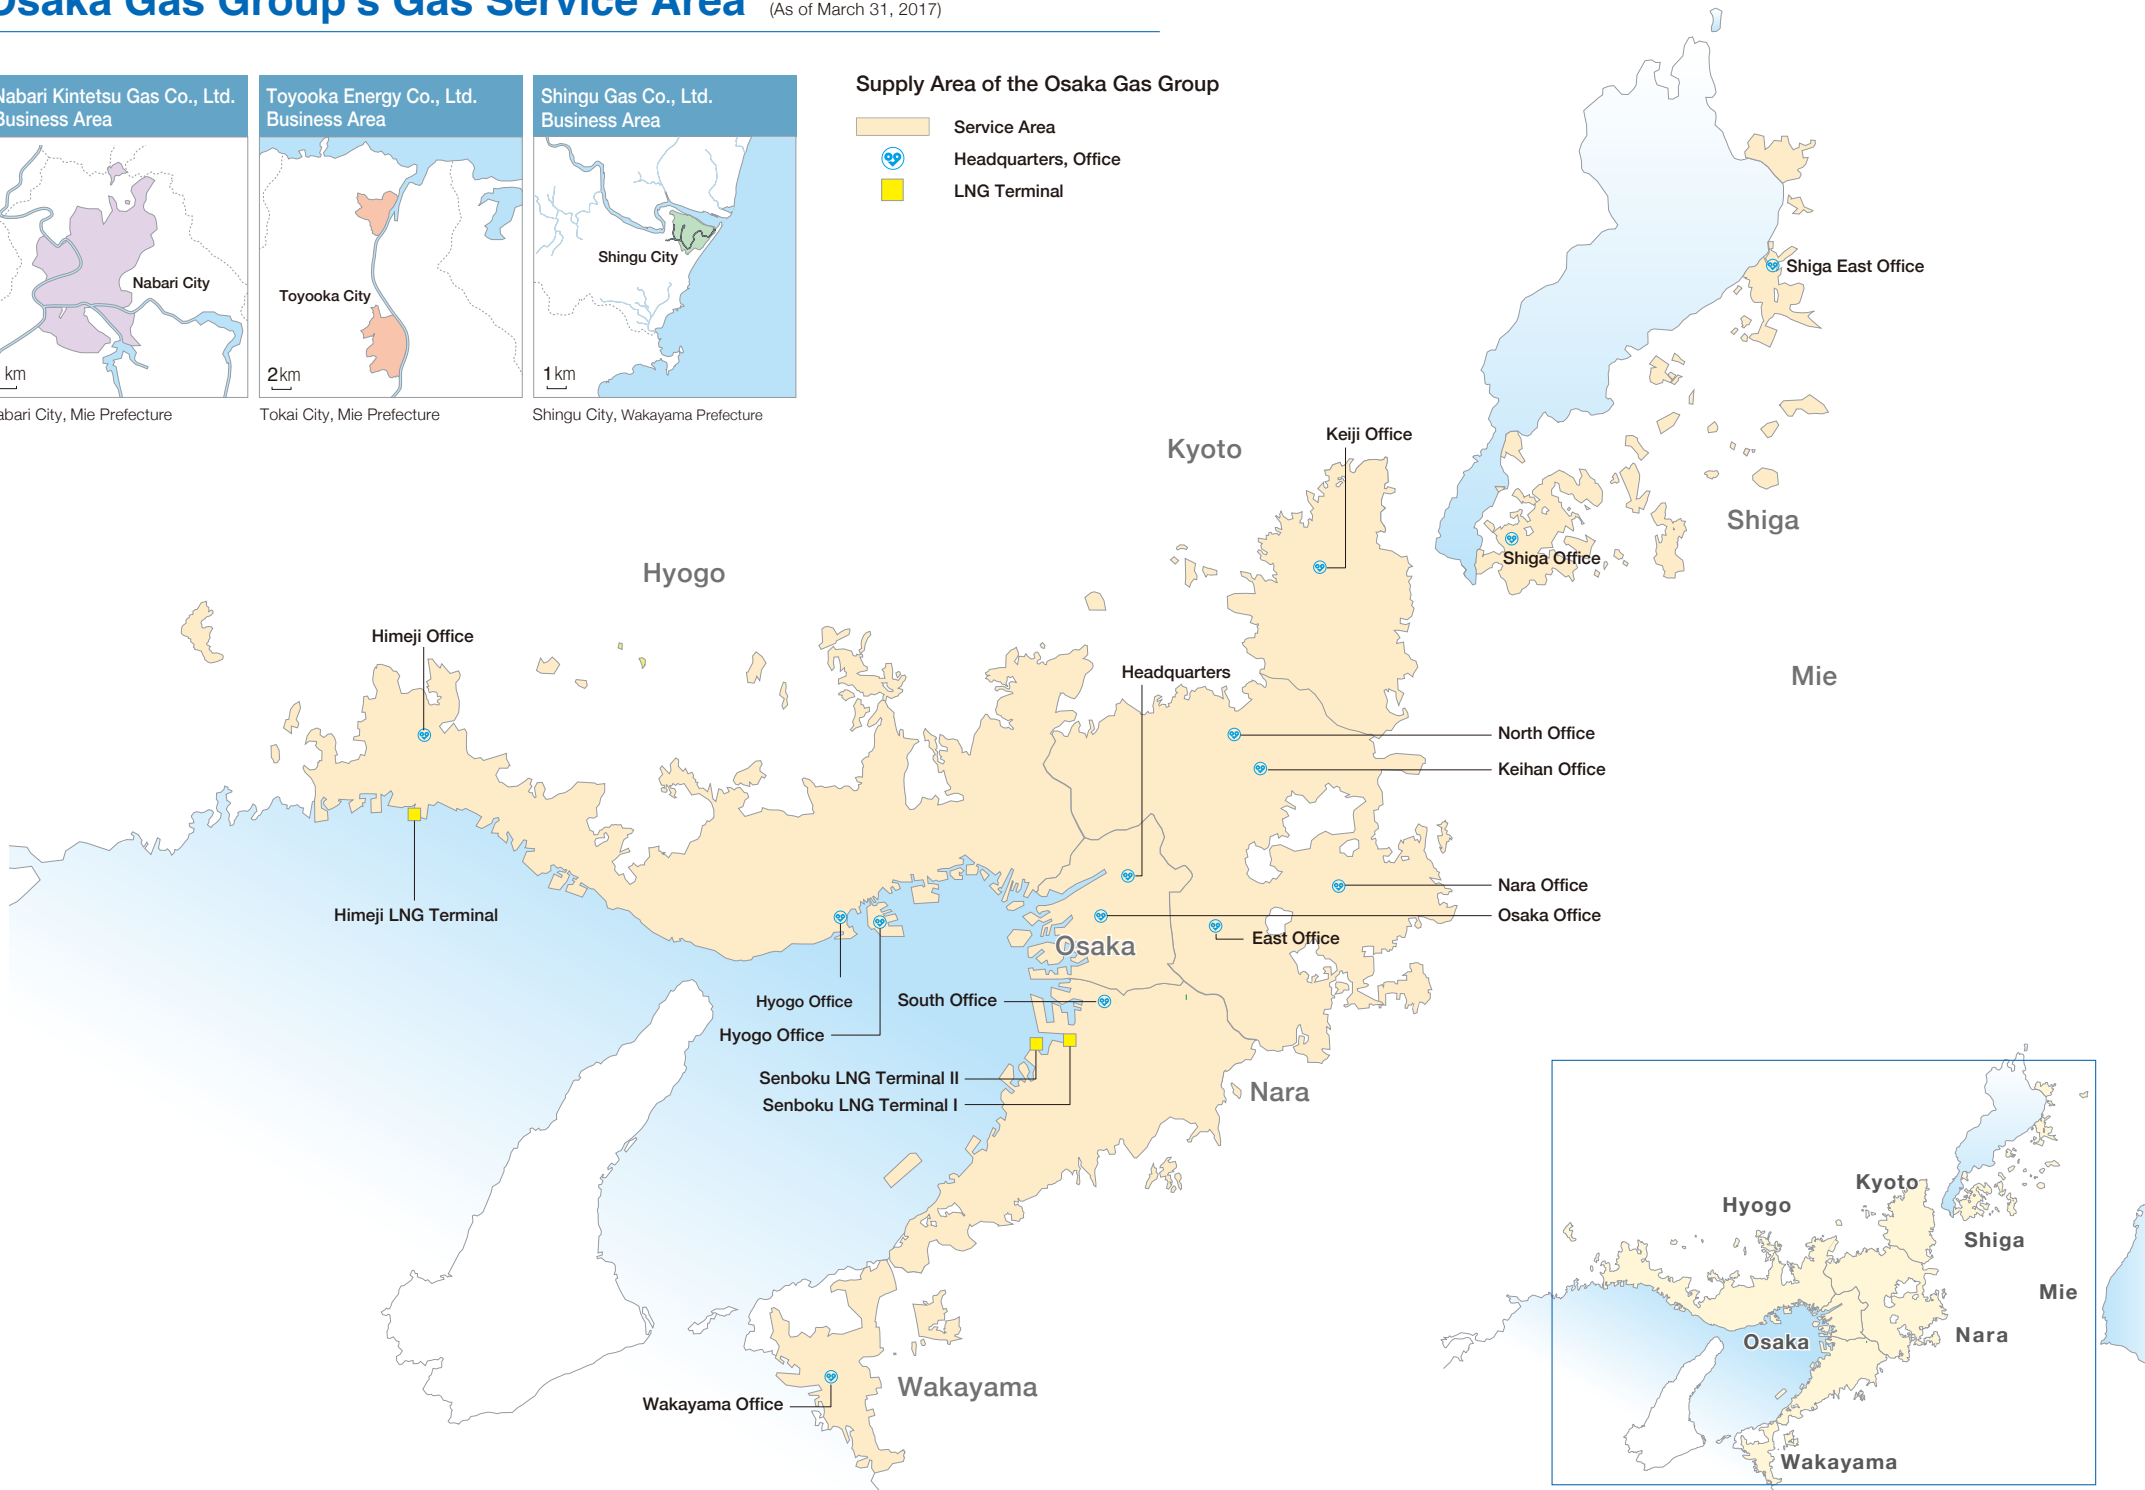 Osaka Gas Group's Gas Service Area (As of March 31, 2017)
Nabari Kintetsu Gas Co., Ltd.
Business Area
Nabari City
km
Nabari City, Mie Prefecture
Toyooka Energy Co., Ltd.
Business Area
Toyooka City
2km
Tokai City, Mie Prefecture
Shingu Gas Co., Ltd.
Business Area
Shingu City
1km
Shingu City, Wakayama Prefecture
Supply Area of the Osaka Gas Group
Service Area
Headquarters, Office
LNG Terminal
Shiga East Office
Keiji Office
Kyoto
Shiga
Shiga Office
Hyogo
Himeji Office
Headquarters
Mie
North Office
Keihan Office
Nara Office
Himeji LNG Terminal
Osaka Office
East Office
Osaka
Hyogo Office
South Office
Hyogo Office
Senboku LNG Terminal II
Senboku LNG Terminal I
Nara
Wakayama
Wakayama Office
Kyoto
Hyogo
Shiga
Mie
Nara
Osaka
Wakayama